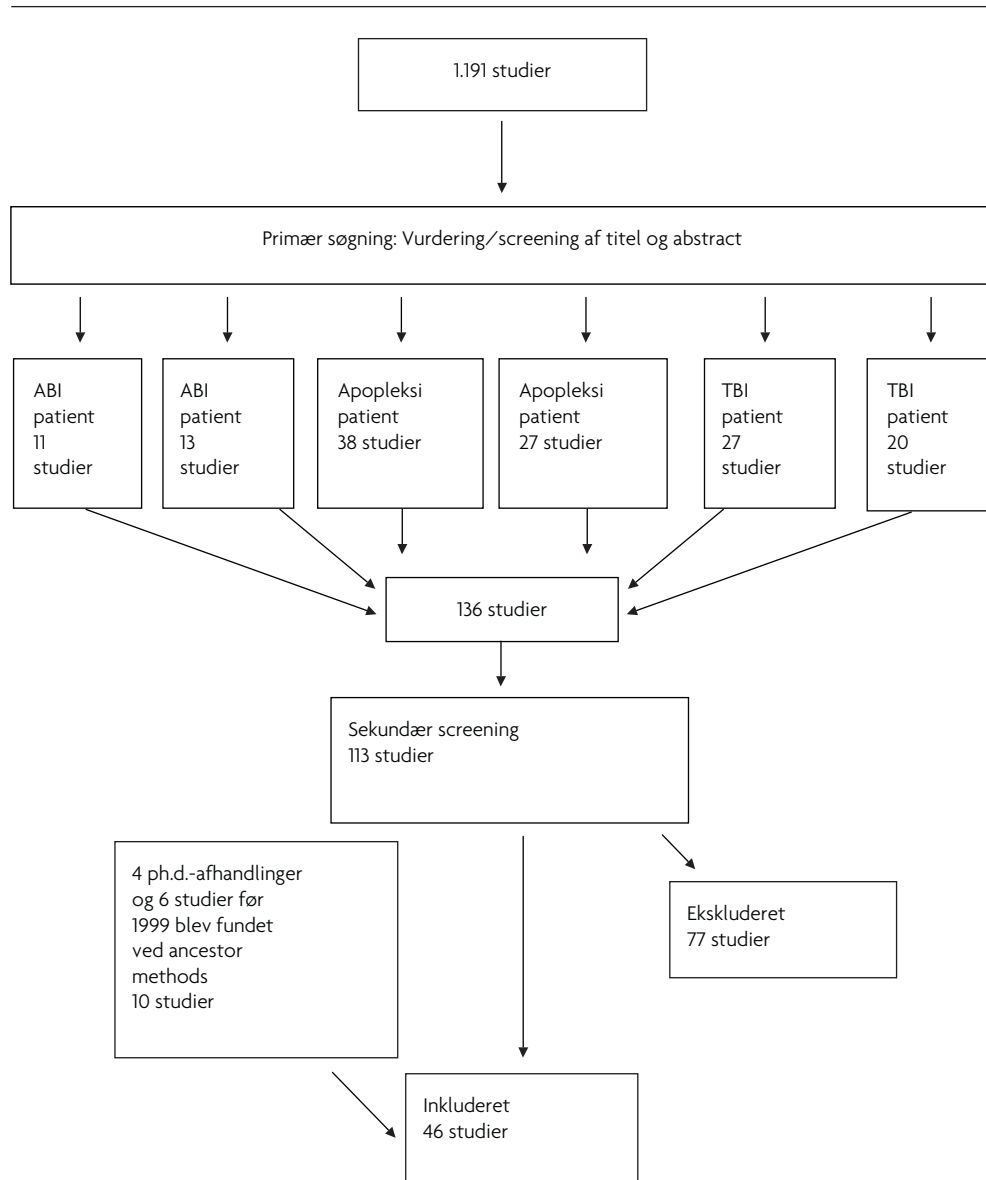 1.191 studier
Primær søgning: Vurdering/screening af titel og abstract
ABI
patient
11
studier
ABI
patient
13
studier
Apopleksi
patient
38 studier
Apopleksi
patient
27 studier
TBI
patient
27
studier
TBI
patient
20
studier
136 studier
Sekundær screening
113 studier
4 ph.d.-afhandlinger
og 6 studier før
1999 blev fundet
ved ancestor
methods
10 studier
Ekskluderet
77 studier
Inkluderet
46 studier